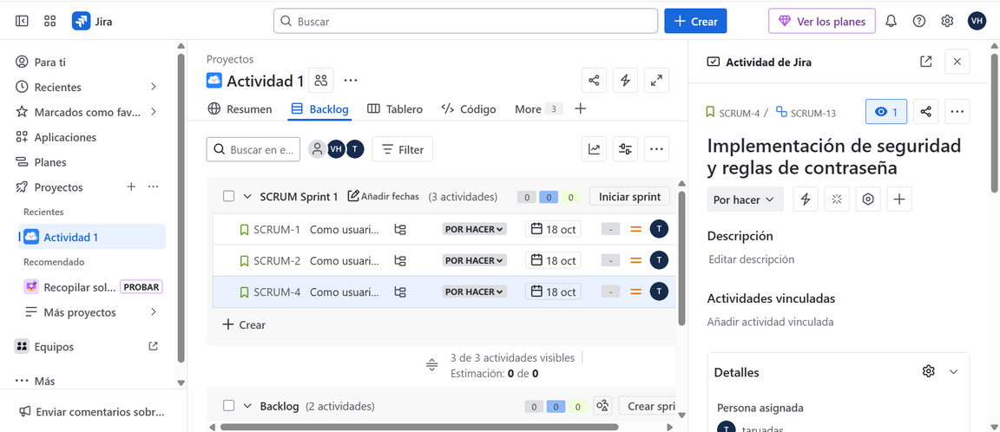 Jira
Buscar
Crear
Ver los planes
VH
Para ti
Recientes
Marcados como fav...
Aplicaciones
Planes
Proyectos
Recientes
Actividad 1
Recomendado
Recopilar sol... PROBAR
Más proyectos
Equipos
Más
Enviar comentarios sobr...
Proyectos
Actividad 1
Resumen Backlog Tablero Código More 3
Buscar en e... VH T Filter
SCRUM Sprint 1 Añadir fechas (3 actividades) 0 0 0 Iniciar sprint
SCRUM-1 Como usuari... POR HACER 18 oct - T
SCRUM-2 Como usuari... POR HACER 18 oct - T
SCRUM-4 Como usuari... POR HACER 18 oct - T
Crear
3 de 3 actividades visibles
Estimación: 0 de 0
Backlog (2 actividades) 0 0 0 Crear spri
Actividad de Jira
SCRUM-4 / SCRUM-13 1
Implementación de seguridad
y reglas de contraseña
Por hacer
Descripción
Editar descripción
Actividades vinculadas
Añadir actividad vinculada
Detalles
Persona asignada
T taruadas